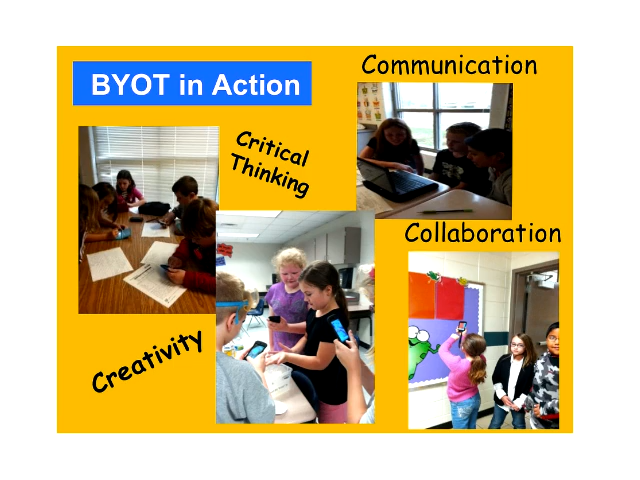 BYOT in Action
Communication
Critical
Thinking
Collaboration
Creativity